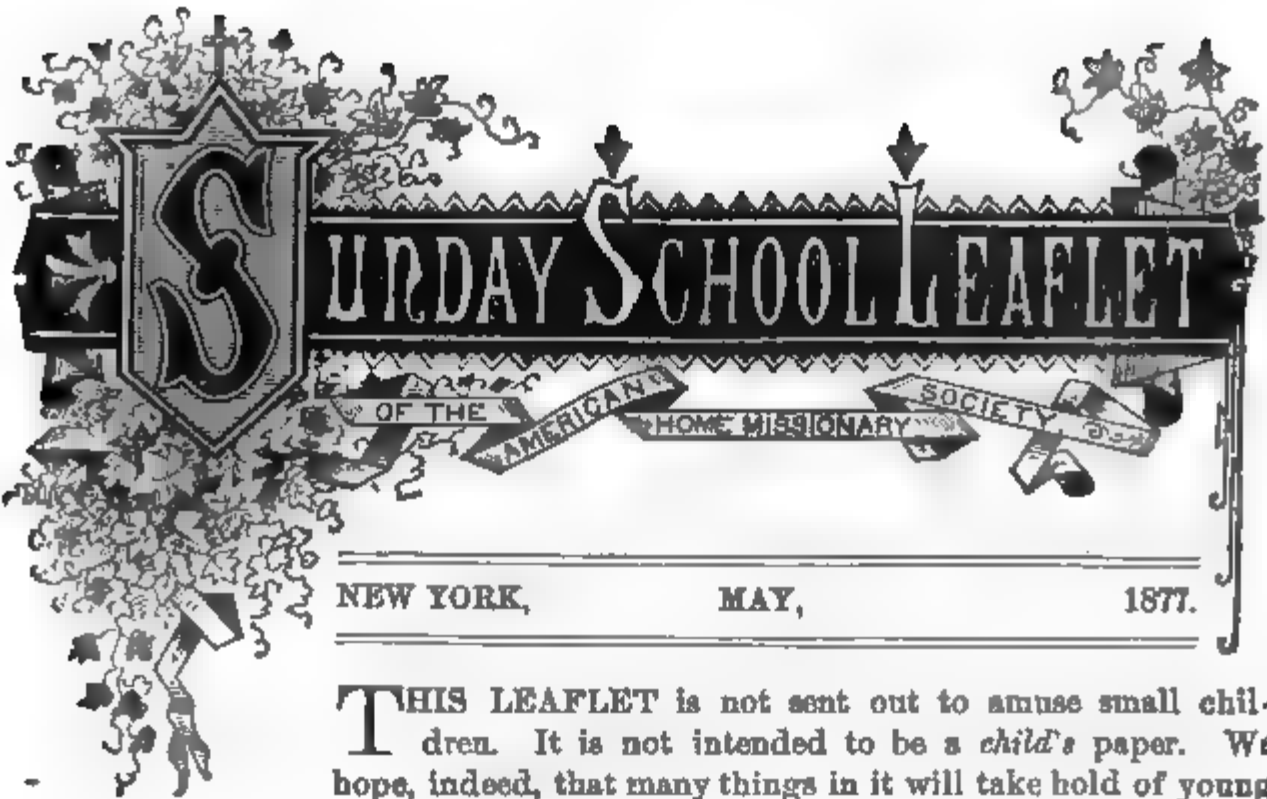 SUNDAY SCHOOL LEAFLET
OF THE AMERICAN HOME MISSIONARY SOCIETY
NEW YORK, MAY, 1877.
THIS LEAFLET is not sent out to amuse small chil-
dren. It is not intended to be a child's paper. We
hope, indeed, that many things in it will take hold of young